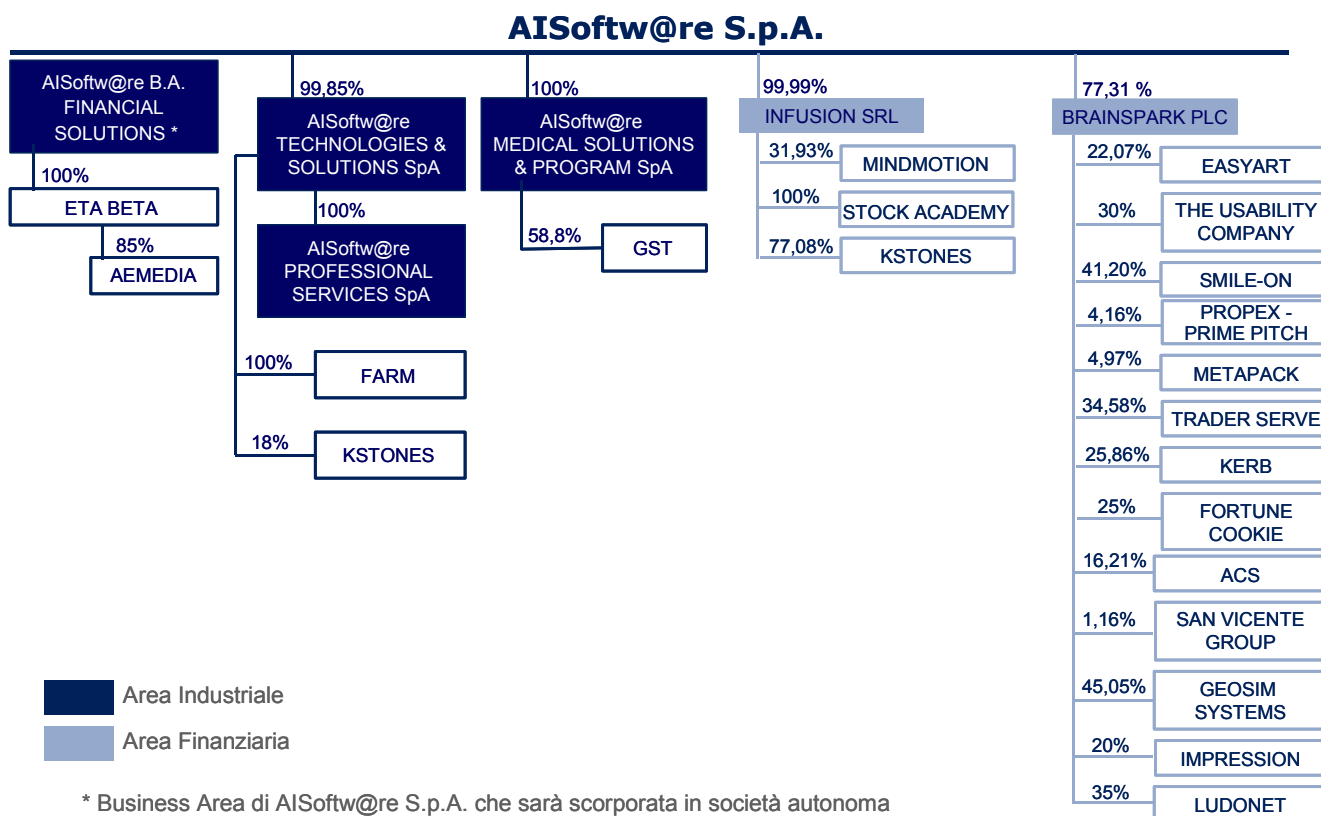 AISoftw@re S.p.A.
AISoftw@re B.A.
FINANCIAL
SOLUTIONS *
100%
ETA BETA
85%
AEMEDIA
99,85%
AISoftw@re
TECHNOLOGIES &
SOLUTIONS SpA
100%
AISoftw@re
PROFESSIONAL
SERVICES SpA
100%
FARM
18%
KSTONES
100%
AISoftw@re
MEDICAL SOLUTIONS
& PROGRAM SpA
58,8%
GST
99,99%
INFUSION SRL
31,93%
MINDMOTION
100%
STOCK ACADEMY
77,08%
KSTONES
77,31 %
BRAINSPARK PLC
22,07%
EASYART
30%
THE USABILITY
COMPANY
41,20%
SMILE-ON
4,16%
PROPEX -
PRIME PITCH
4,97%
METAPACK
34,58%
TRADER SERVE
25,86%
KERB
25%
FORTUNE
COOKIE
16,21%
ACS
1,16%
SAN VICENTE
GROUP
45,05%
GEOSIM
SYSTEMS
20%
IMPRESSION
35%
LUDONET
Area Industriale
Area Finanziaria
* Business Area di AISoftw@re S.p.A. che sarà scorporata in società autonoma